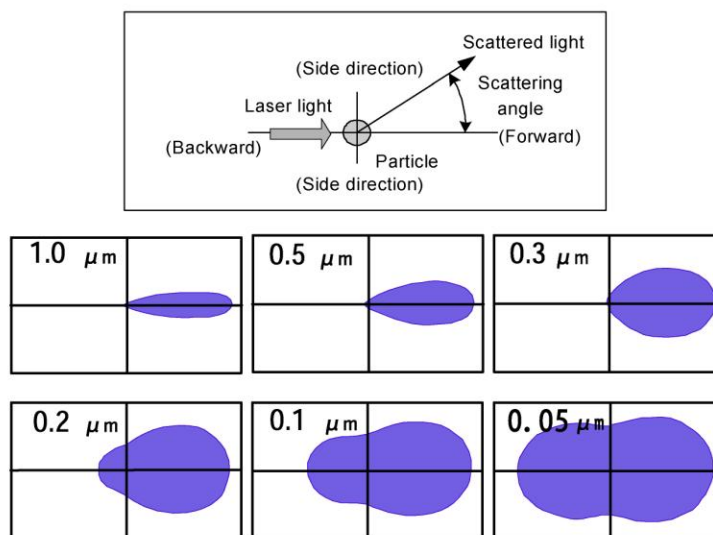 Scattered light
(Side direction)
Scattering
angle
Laser light
(Forward)
(Backward)
Particle
(Side direction)
1.0 μm
0.5 μm
0.3 μm
0.2 μm
0.1 μm
0.05 μm